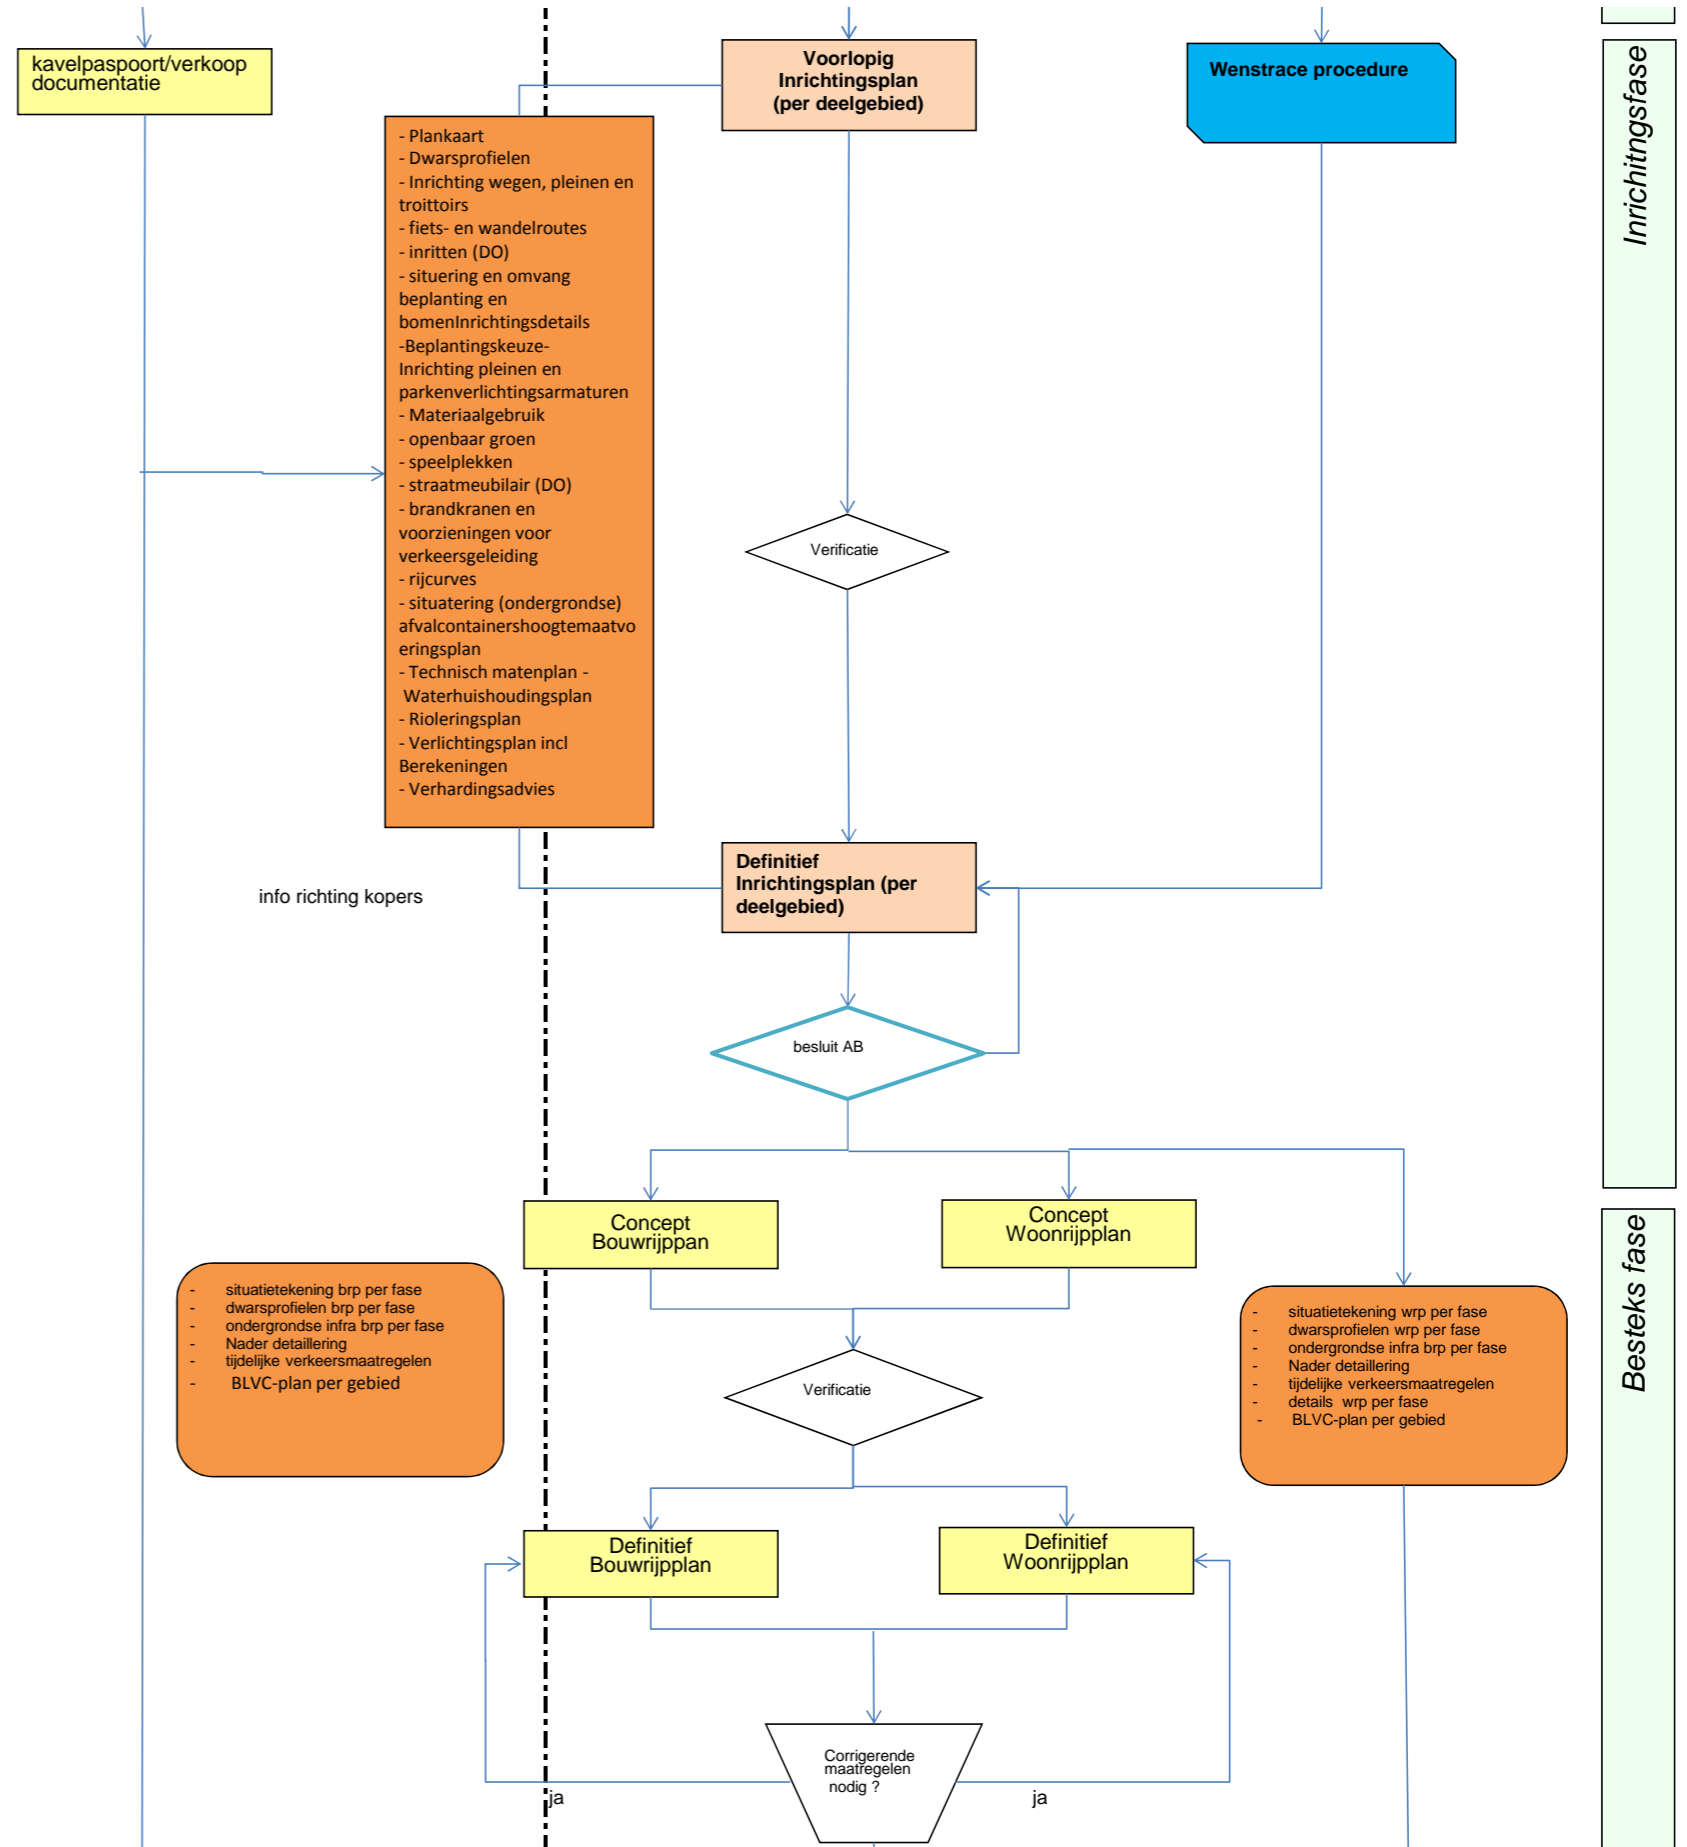 kavelpaspoort/verkoop
documentatie
Voorlopig
Inrichtingsplan
(per deelgebied)
Wenstrace procedure
Inrichitngsfase
- Plankaart
- Dwarsprofielen
- Inrichting wegen, pleinen en
troittoirs
- fiets- en wandelroutes
- inritten (DO)
- situering en omvang
beplanting en
bomenInrichtingsdetails
-Beplantingskeuze-
Inrichting pleinen en
parkenverlichtingsarmaturen
- Materiaalgebruik
- openbaar groen
- speelplekken
- straatmeubilair (DO)
- brandkranen en
voorzieningen voor
verkeersgeleiding
- rijcurves
- situatering (ondergrondse)
afvalcontainershoogtemaatvo
eringsplan
- Technisch matenplan -
Waterhuishoudingsplan
- Rioleringsplan
- Verlichtingsplan incl
Berekeningen
- Verhardingsadvies
Verificatie
Definitief
Inrichtingsplan (per
deelgebied)
info richting kopers
besluit AB
Concept
Bouwrijppan
Concept
Woonrijpplan
Besteks fase
- situatietekening brp per fase
- dwarsprofielen brp per fase
- ondergrondse infra brp per fase
- Nader detaillering
- tijdelijke verkeersmaatregelen
- BLVC-plan per gebied
- situatietekening wrp per fase
- dwarsprofielen wrp per fase
- ondergrondse infra brp per fase
- Nader detaillering
- tijdelijke verkeersmaatregelen
- details wrp per fase
- BLVC-plan per gebied
Verificatie
Definitief
Bouwrijpplan
Definitief
Woonrijpplan
Corrigerende
maatregelen
nodig ?
ja
ja